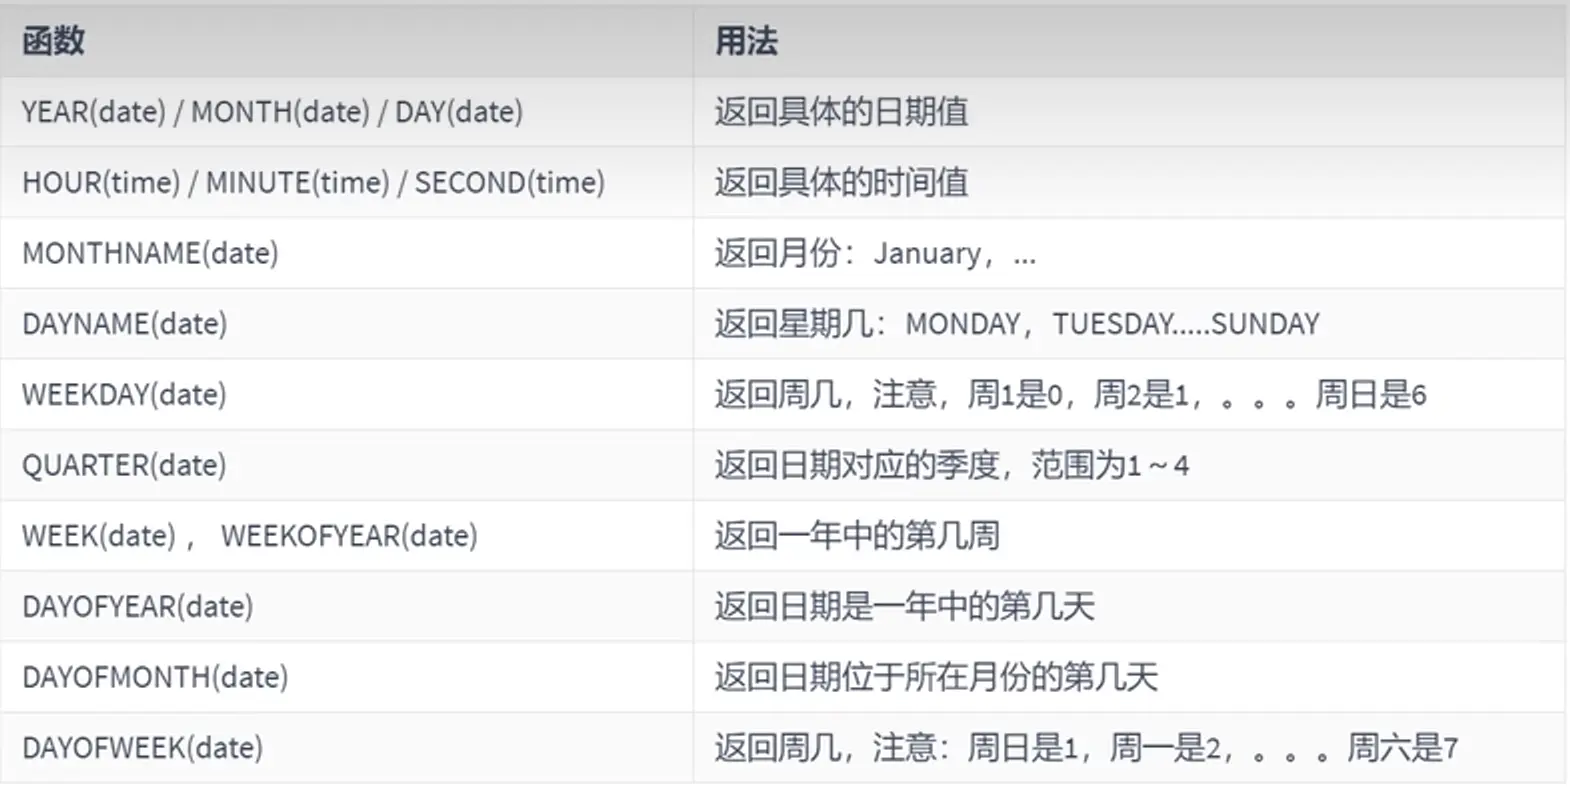 函数 用法
YEAR(date) / MONTH(date) / DAY(date) 返回具体的日期值
HOUR(time) / MINUTE(time) / SECOND(time) 返回具体的时间值
MONTHNAME(date) 返回月份：January，...
DAYNAME(date) 返回星期几：MONDAY，TUESDAY.....SUNDAY
WEEKDAY(date) 返回周几，注意，周1是0，周2是1，。。。周日是6
QUARTER(date) 返回日期对应的季度，范围为1～4
WEEK(date) ， WEEKOFYEAR(date) 返回一年中的第几周
DAYOFYEAR(date) 返回日期是一年中的第几天
DAYOFMONTH(date) 返回日期位于所在月份的第几天
DAYOFWEEK(date) 返回周几，注意：周日是1，周一是2，。。。周六是7